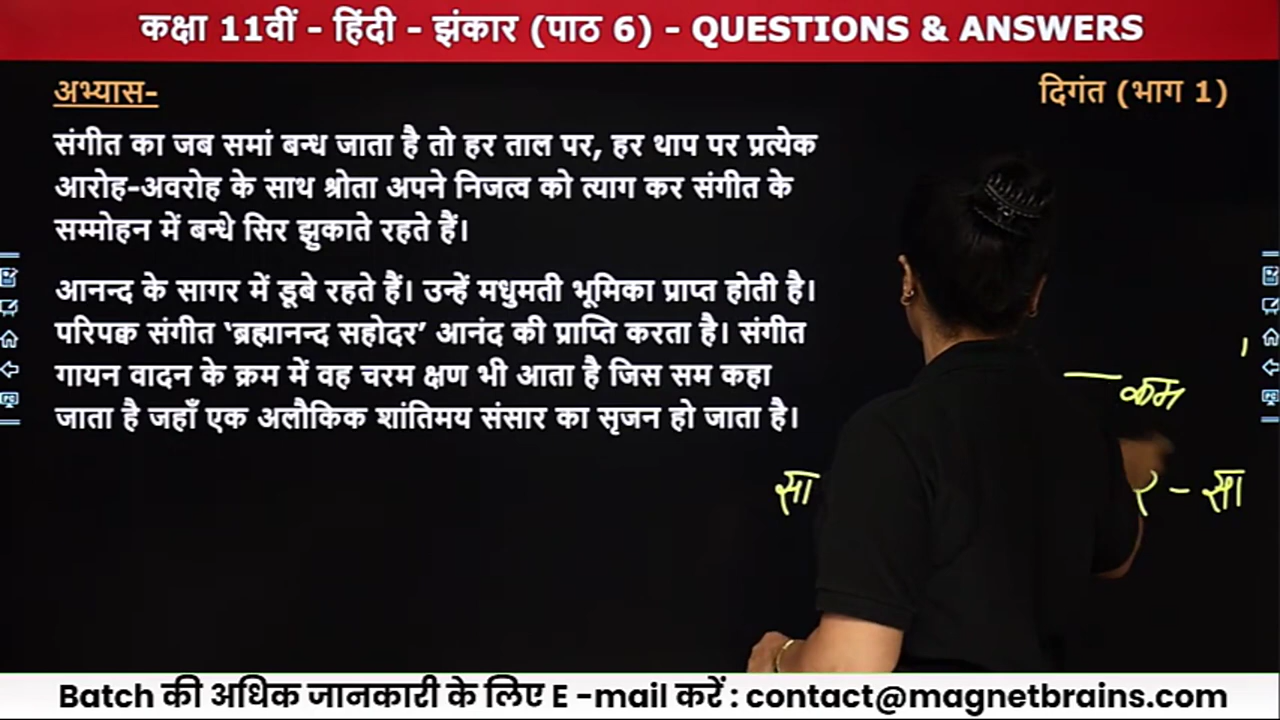 कक्षा 11वीं - हिंदी - झंकार (पाठ 6) - QUESTIONS & ANSWERS
अभ्यास-
दिगंत (भाग 1)
संगीत का जब समां बन्ध जाता है तो हर ताल पर, हर थाप पर प्रत्येक
आरोह-अवरोह के साथ श्रोता अपने निजत्व को त्याग कर संगीत के
सम्मोहन में बन्धे सिर झुकाते रहते हैं।
आनन्द के सागर में डूबे रहते हैं। उन्हें मधुमती भूमिका प्राप्त होती है।
परिपक्व संगीत ‘ब्रह्मानन्द सहोदर’ आनंद की प्राप्ति करता है। संगीत
गायन वादन के क्रम में वह चरम क्षण भी आता है जिस सम कहा
जाता है जहाँ एक अलौकिक शांतिमय संसार का सृजन हो जाता है।
कम
सा - सा
Batch की अधिक जानकारी के लिए E -mail करें : contact@magnetbrains.com